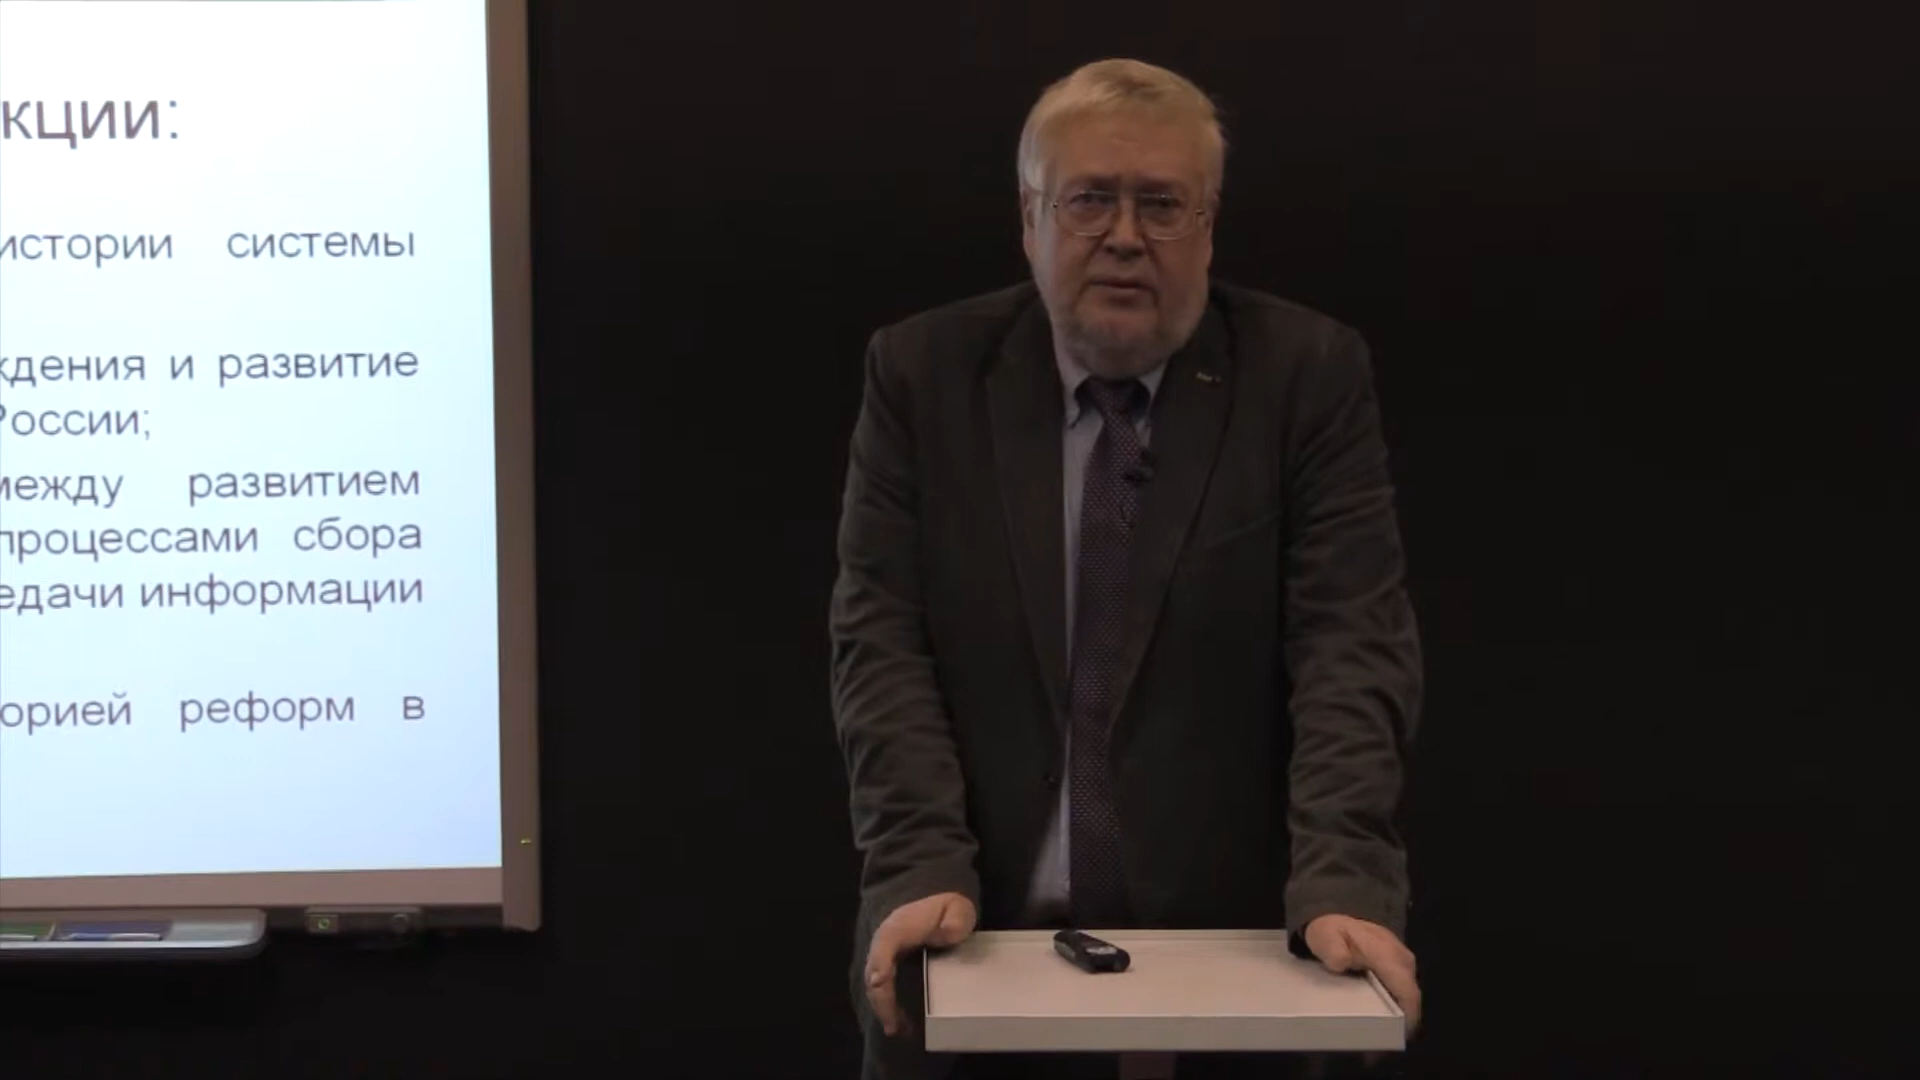 кции:
истории системы
ждения и развитие
России;
между развитием
процессами сбора
едачи информации
орией реформ в